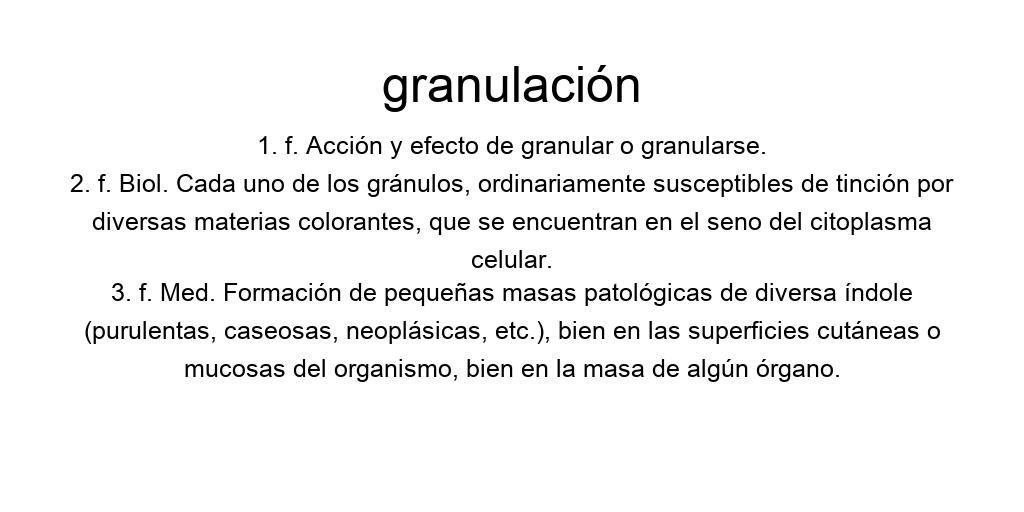 granulación
1. f. Acción y efecto de granular o granularse.
2. f. Biol. Cada uno de los gránulos, ordinariamente susceptibles de tinción por
diversas materias colorantes, que se encuentran en el seno del citoplasma
celular.
3. f. Med. Formación de pequeñas masas patológicas de diversa índole
(purulentas, caseosas, neoplásicas, etc.), bien en las superficies cutáneas o
mucosas del organismo, bien en la masa de algún órgano.